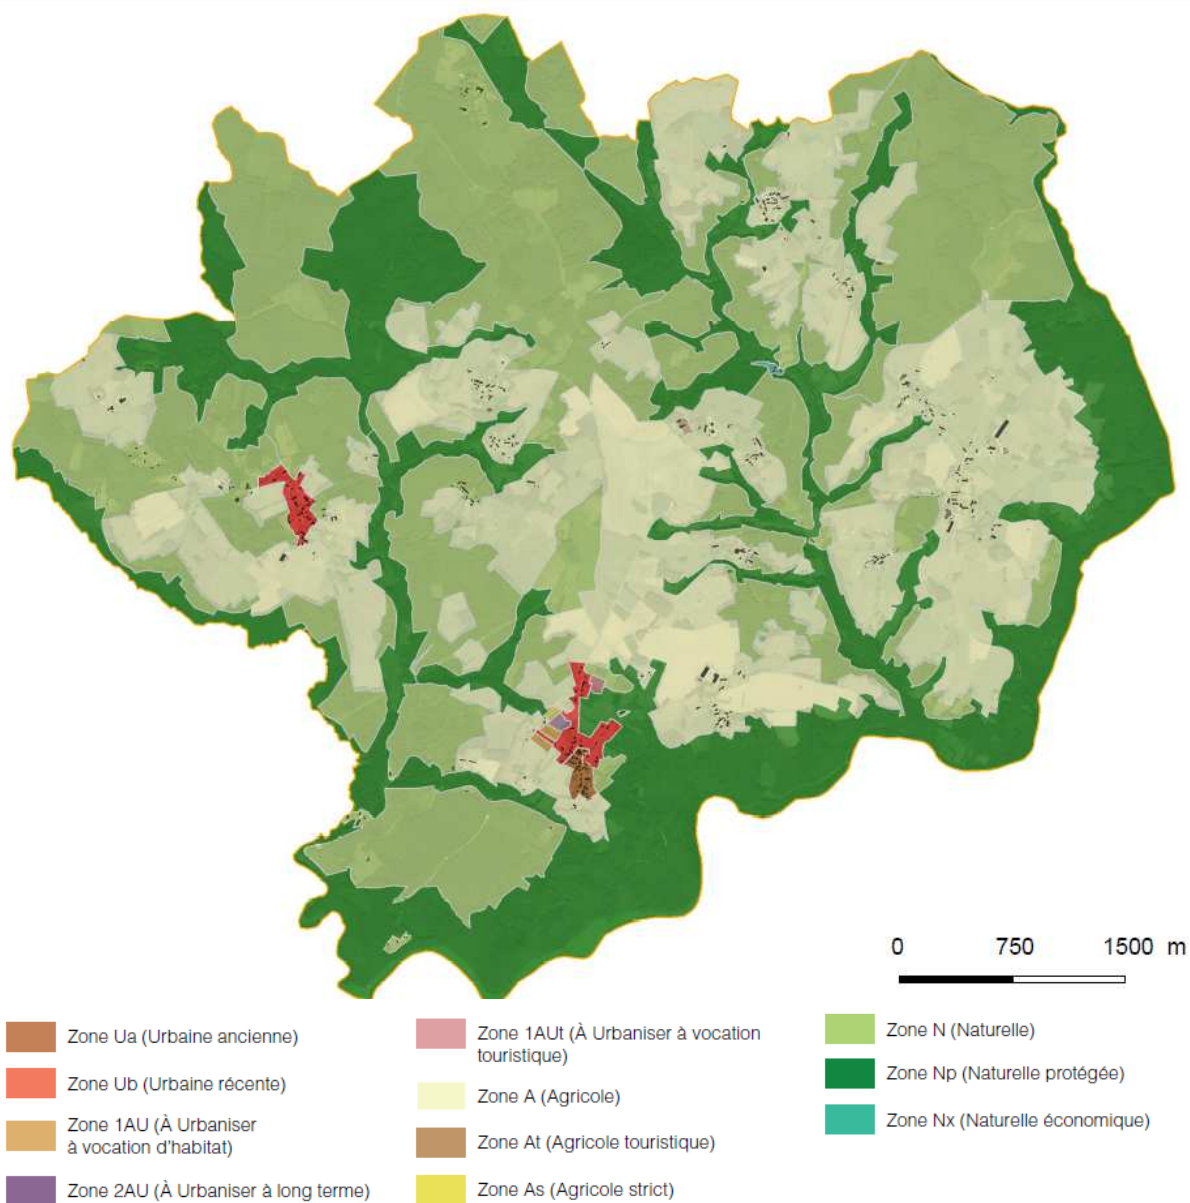 0 750 1500 m
Zone Ua (Urbaine ancienne)
Zone Ub (Urbaine récente)
Zone 1AU (À Urbaniser
à vocation d'habitat)
Zone 2AU (À Urbaniser à long terme)
Zone 1AUt (À Urbaniser à vocation
touristique)
Zone A (Agricole)
Zone At (Agricole touristique)
Zone As (Agricole strict)
Zone N (Naturelle)
Zone Np (Naturelle protégée)
Zone Nx (Naturelle économique)